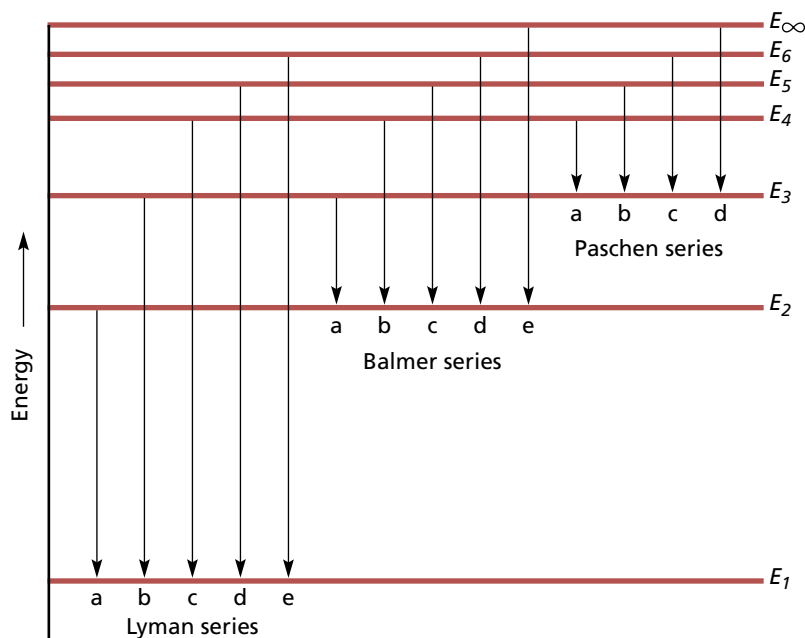 E∞
E6
E5
E4
E3
a b c d
Paschen series
E2
a b c d e
Balmer series
Energy
E1
a b c d e
Lyman series